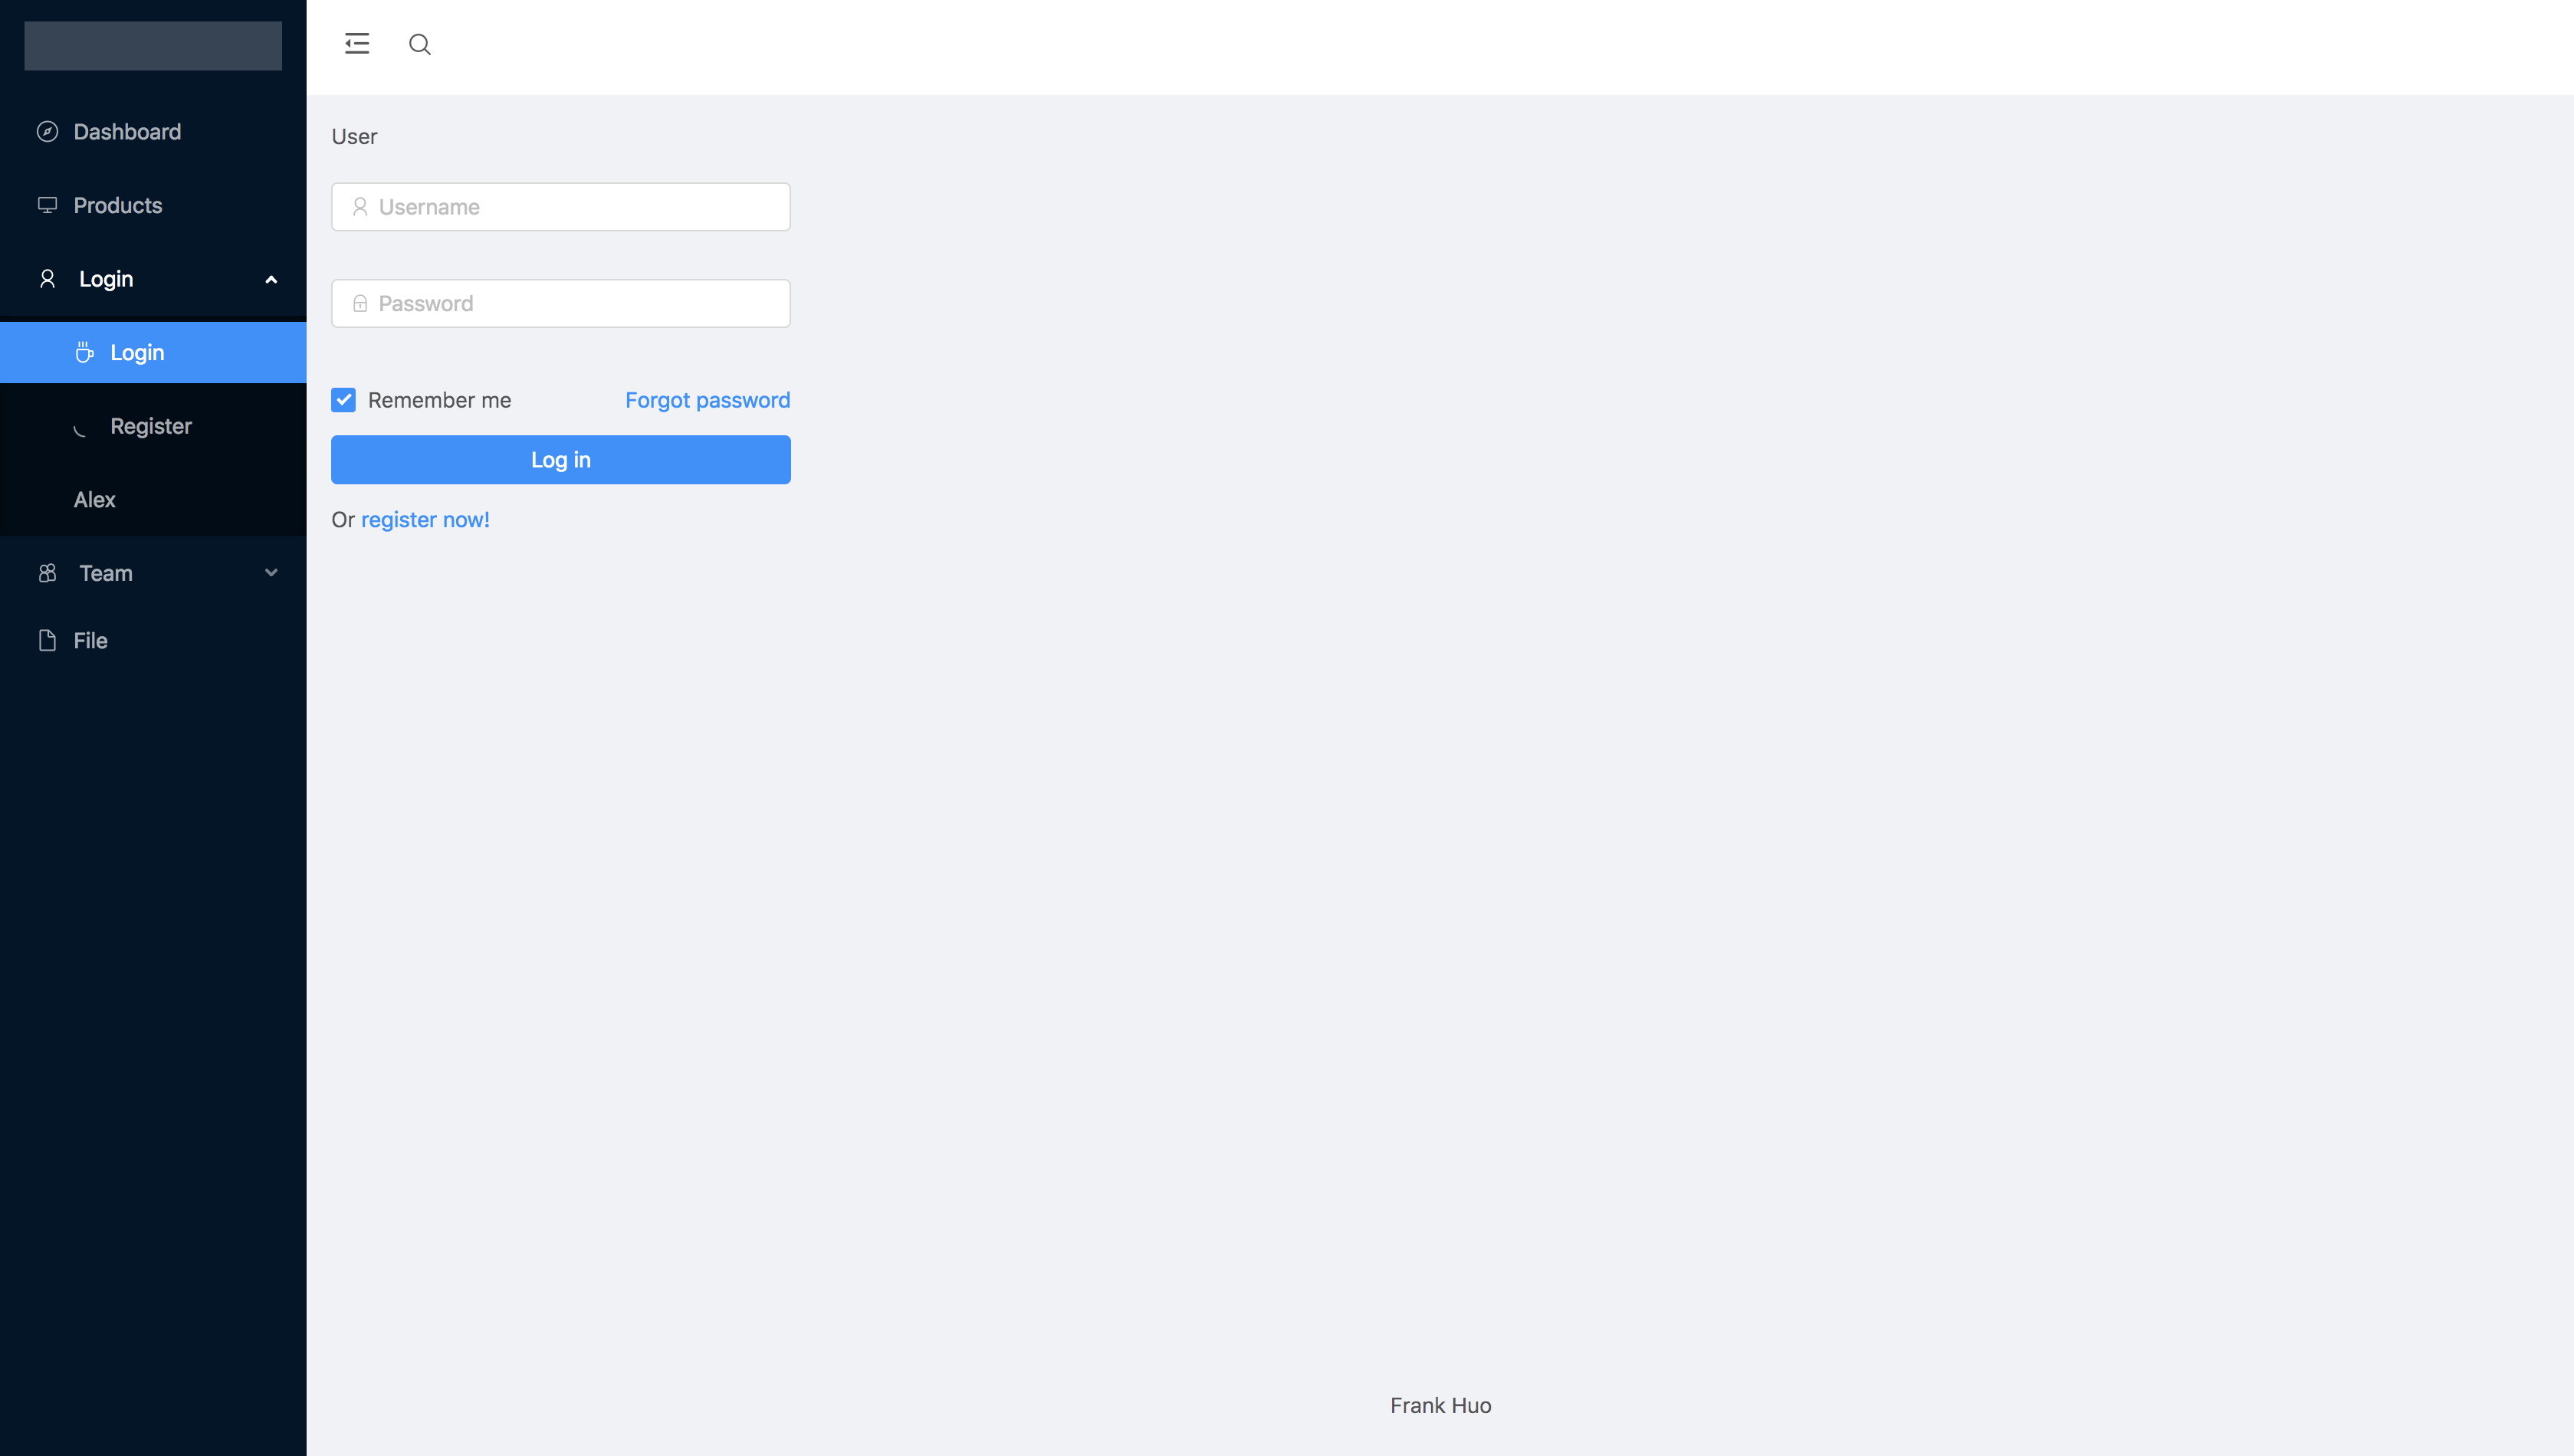 Dashboard
Products
Login
Login
Register
Alex
Team
File
User
Username
Password
Remember me
Forgot password
Log in
Or register now!
Frank Huo